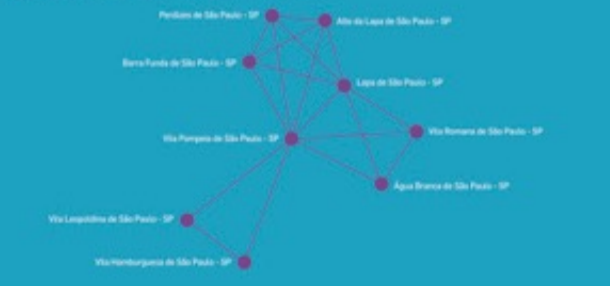 Perdizes de São Paulo - SP
Alto da Lapa de São Paulo - SP
Barra Funda de São Paulo - SP
Lapa de São Paulo - SP
Vila Romana de São Paulo - SP
Vila Pompeia de São Paulo - SP
Água Branca de São Paulo - SP
Vila Leopoldina de São Paulo - SP
Vila Hamburguesa de São Paulo - SP